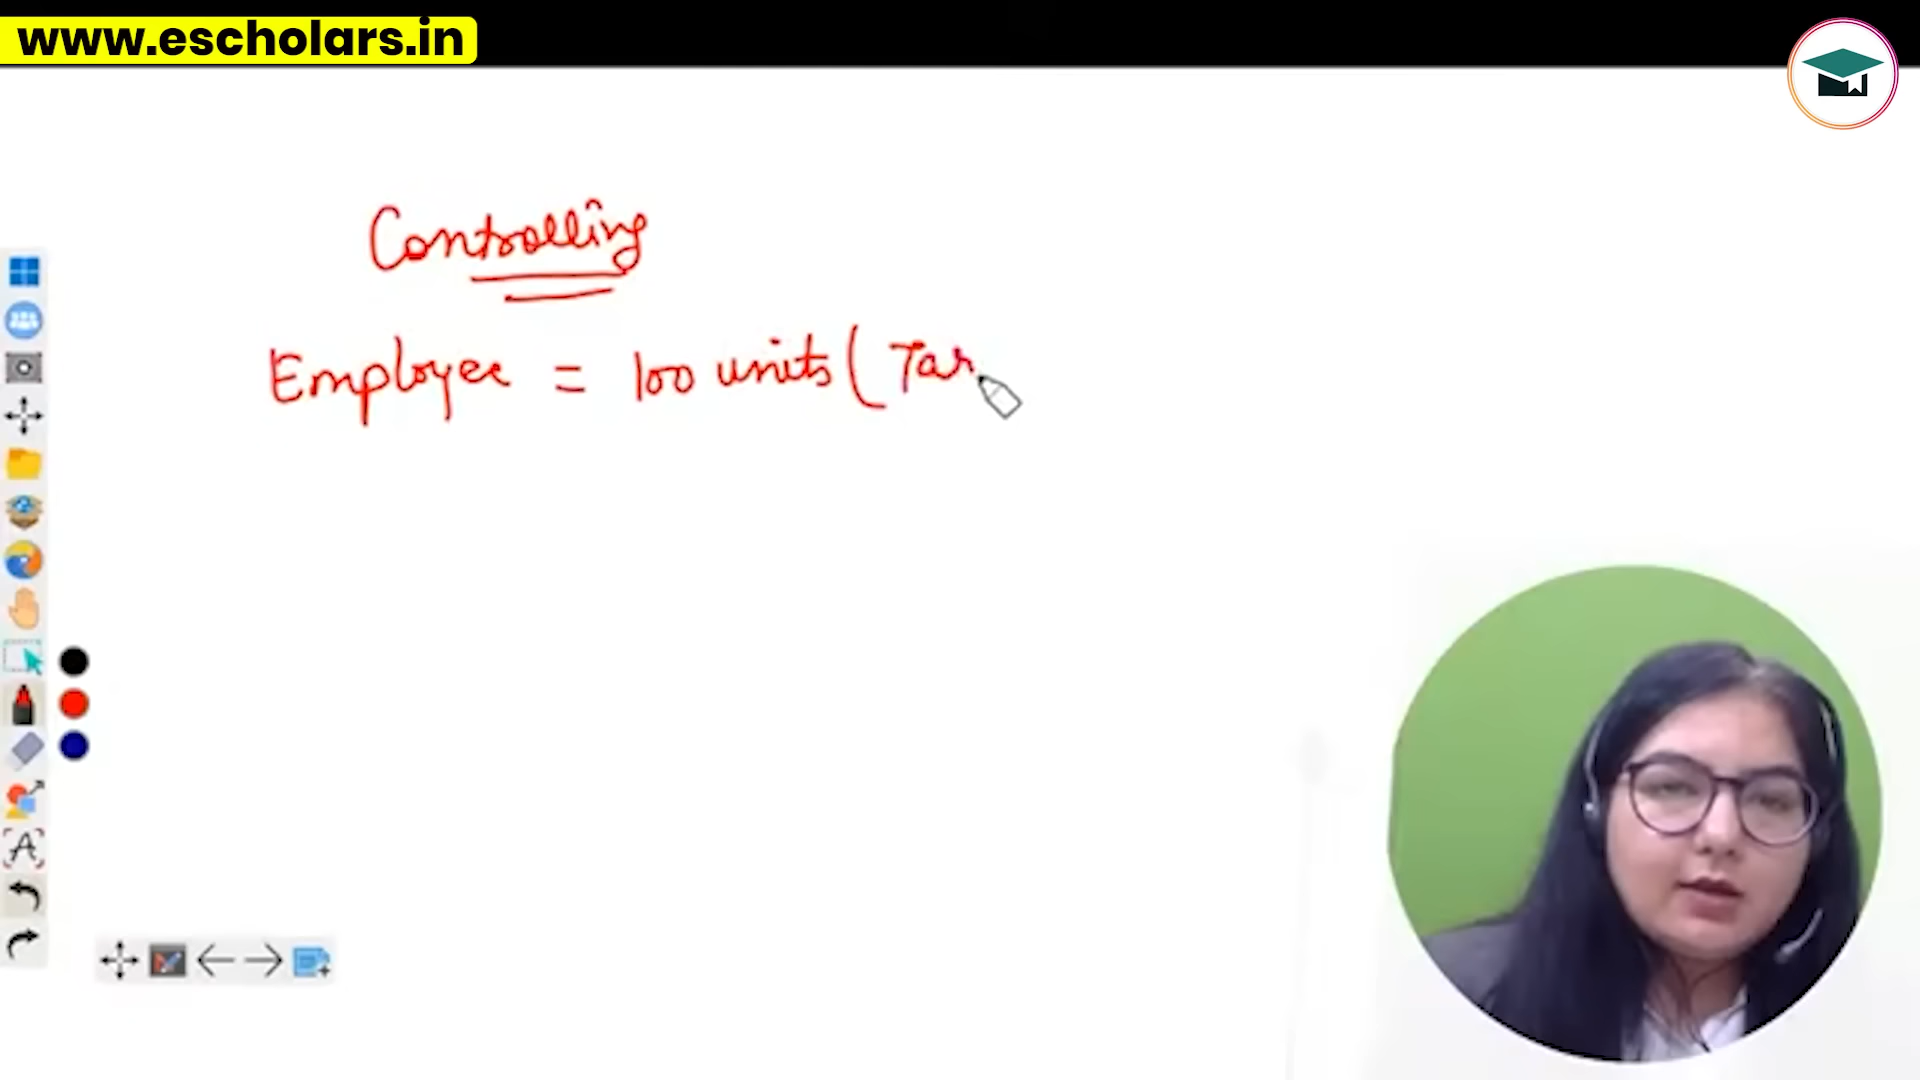 www.escholars.in
Controlling
Employee = 100 units ( Tar